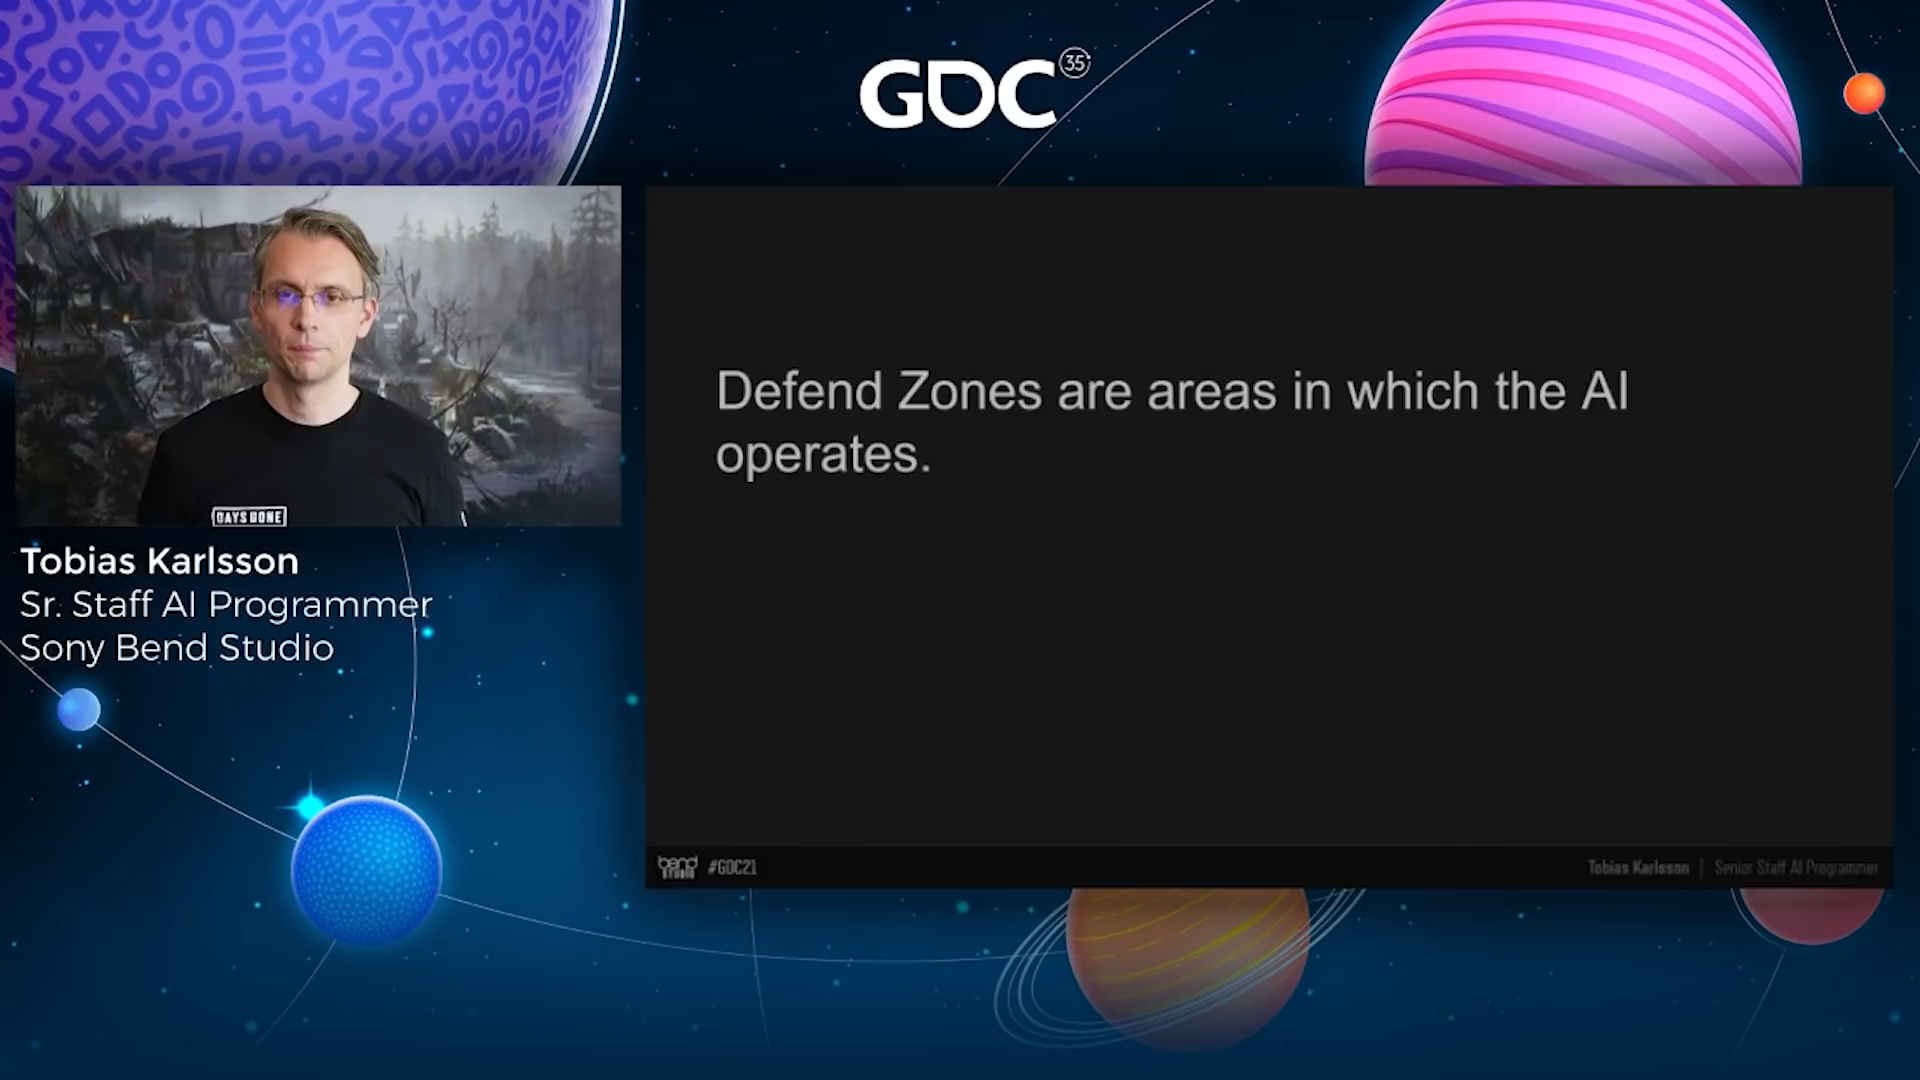 GDC 35
DAYS GONE
Tobias Karlsson
Sr. Staff AI Programmer
Sony Bend Studio
Defend Zones are areas in which the AI
operates.
bend STUDIO #GDC21
Tobias Karlsson | Senior Staff AI Programmer